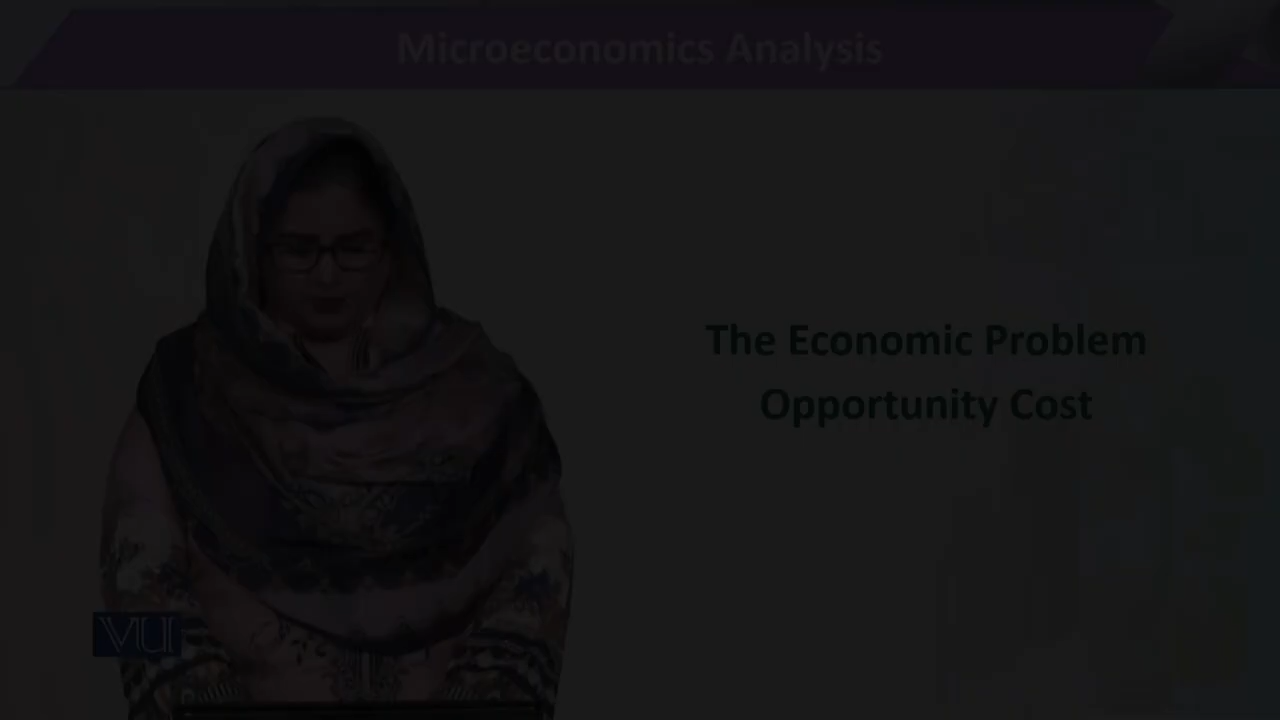 Microeconomics Analysis
The Economic Problem
Opportunity Cost
VU